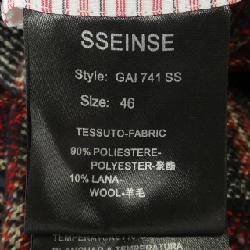 SSEINSE
Style: GAI 741 SS
Size: 46
TESSUTO-FABRIC
90% POLIESTERE-
POLYESTER-聚酯
10% LANA
WOOL-羊毛
TEMPERATURA